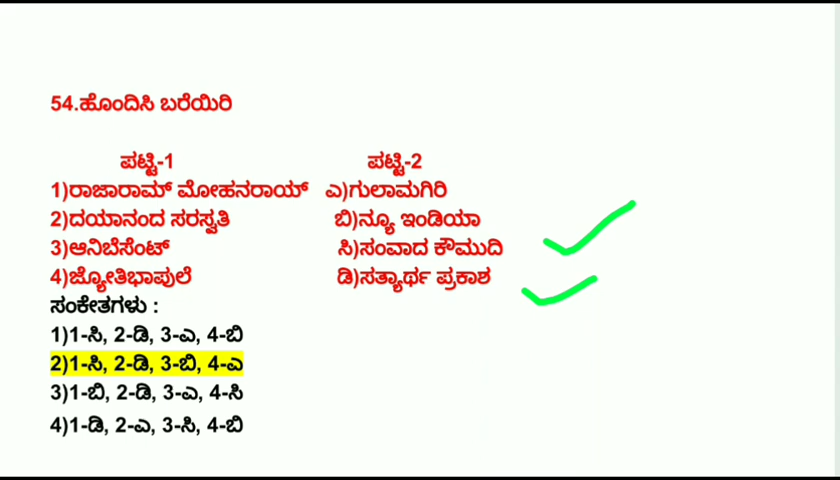 54.ಹೊಂದಿಸಿ ಬರೆಯಿರಿ
ಪಟ್ಟಿ-1 ಪಟ್ಟಿ-2
1)ರಾಜಾರಾಮ್ ಮೋಹನರಾಯ್ ಎ)ಗುಲಾಮಗಿರಿ
2)ದಯಾನಂದ ಸರಸ್ವತಿ ಬಿ)ನ್ಯೂ ಇಂಡಿಯಾ
3)ಆನಿಬೆಸೆಂಟ್ ಸಿ)ಸಂವಾದ ಕೌಮುದಿ
4)ಜ್ಯೋತಿಭಾಪುಲೆ ಡಿ)ಸತ್ಯಾರ್ಥ ಪ್ರಕಾಶ
ಸಂಕೇತಗಳು :
1)1-ಸಿ, 2-ಡಿ, 3-ಎ, 4-ಬಿ
2)1-ಸಿ, 2-ಡಿ, 3-ಬಿ, 4-ಎ
3)1-ಬಿ, 2-ಡಿ, 3-ಎ, 4-ಸಿ
4)1-ಡಿ, 2-ಎ, 3-ಸಿ, 4-ಬಿ